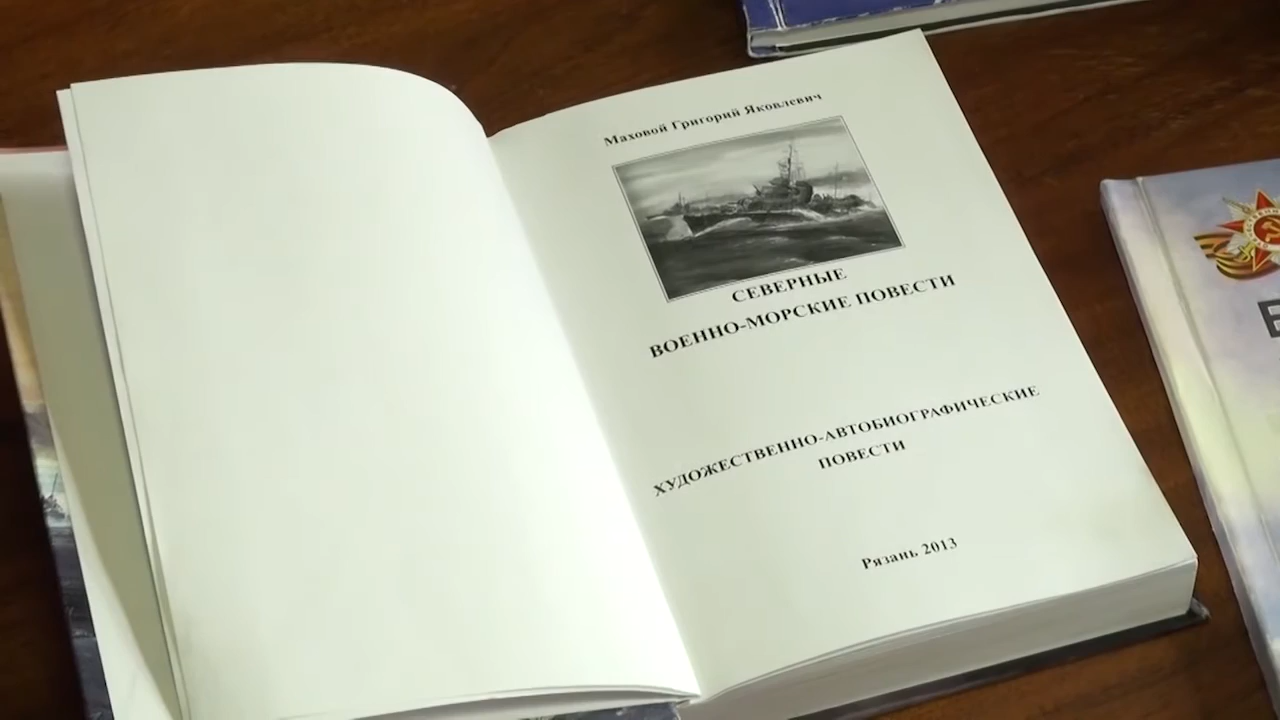 Маховой Григорий Яковлевич
СЕВЕРНЫЕ
ВОЕННО-МОРСКИЕ ПОВЕСТИ
ХУДОЖЕСТВЕННО-АВТОБИОГРАФИЧЕСКИЕ
ПОВЕСТИ
Рязань 2013